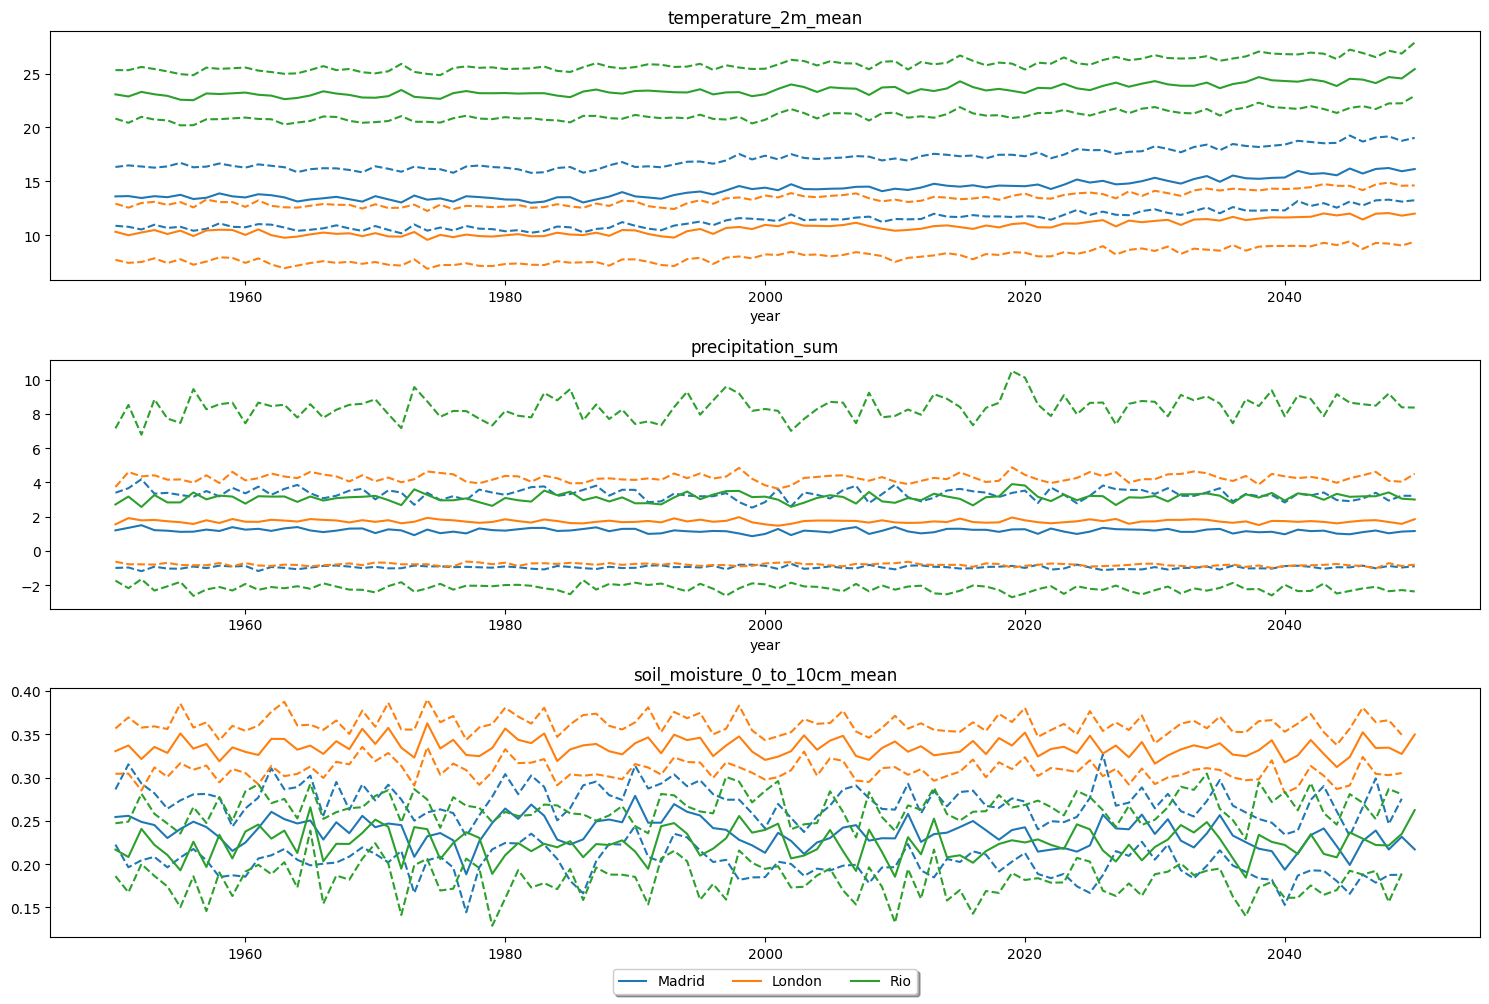 temperature_2m_mean
25
20
15
10
1960 1980 2000 2020 2040
year
precipitation_sum
10
8
6
4
2
0
−2
1960 1980 2000 2020 2040
year
soil_moisture_0_to_10cm_mean
0.40
0.35
0.30
0.25
0.20
0.15
1960 1980 2000 2020 2040
Madrid London Rio